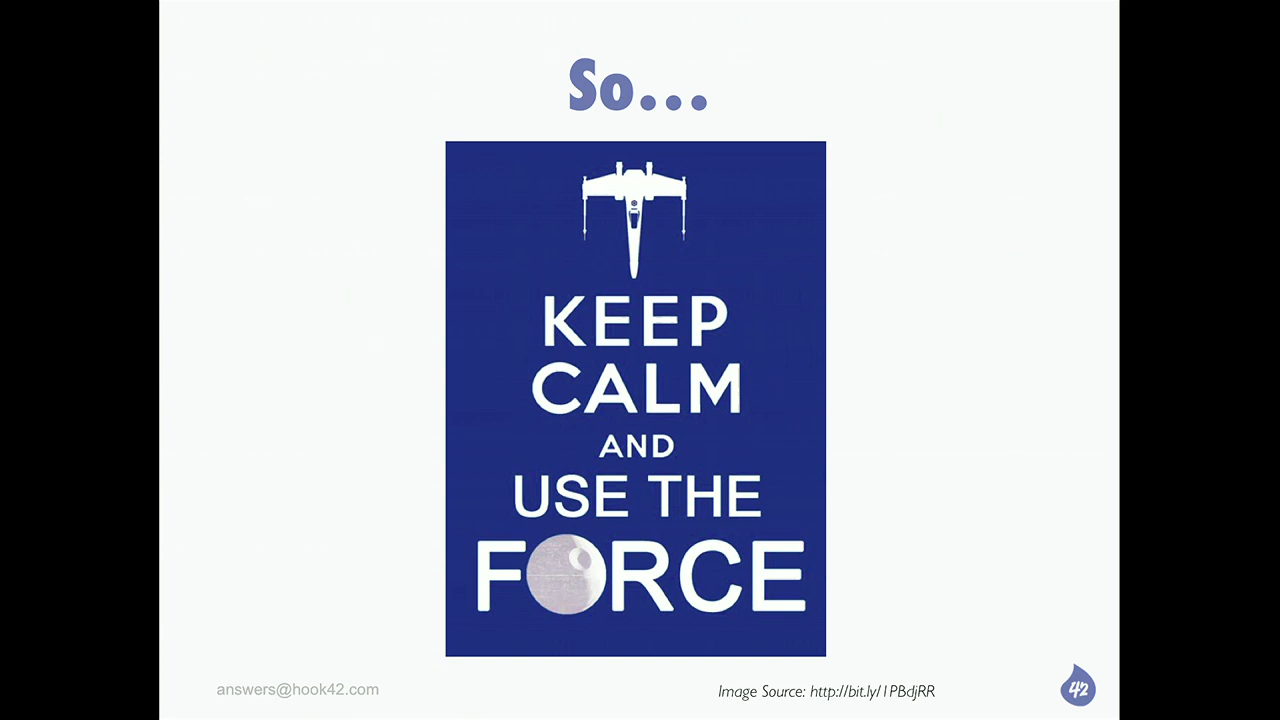 So...
KEEP
CALM
AND
USE THE
FORCE
answers@hook42.com
Image Source: http://bit.ly/1PBdjRR
42